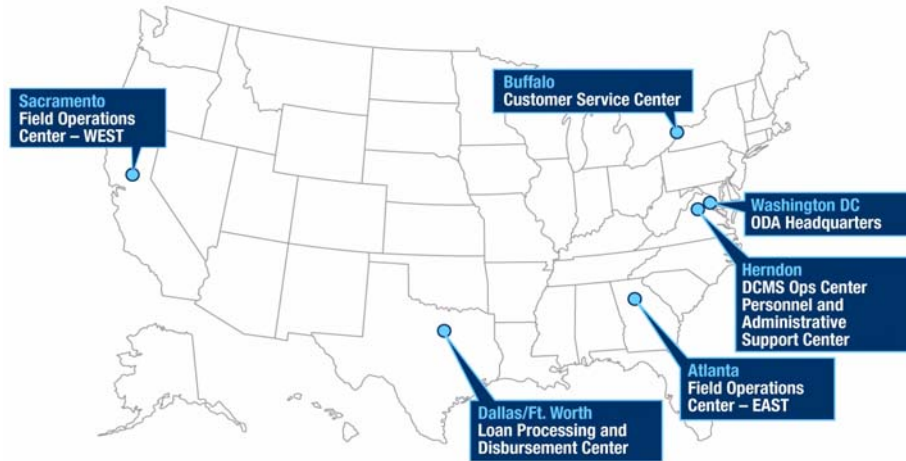 Buffalo
Customer Service Center
Sacramento
Field Operations
Center – WEST
Washington DC
ODA Headquarters
Herndon
DCMS Ops Center
Personnel and
Administrative
Support Center
Atlanta
Field Operations
Center – EAST
Dallas/Ft. Worth
Loan Processing and
Disbursement Center